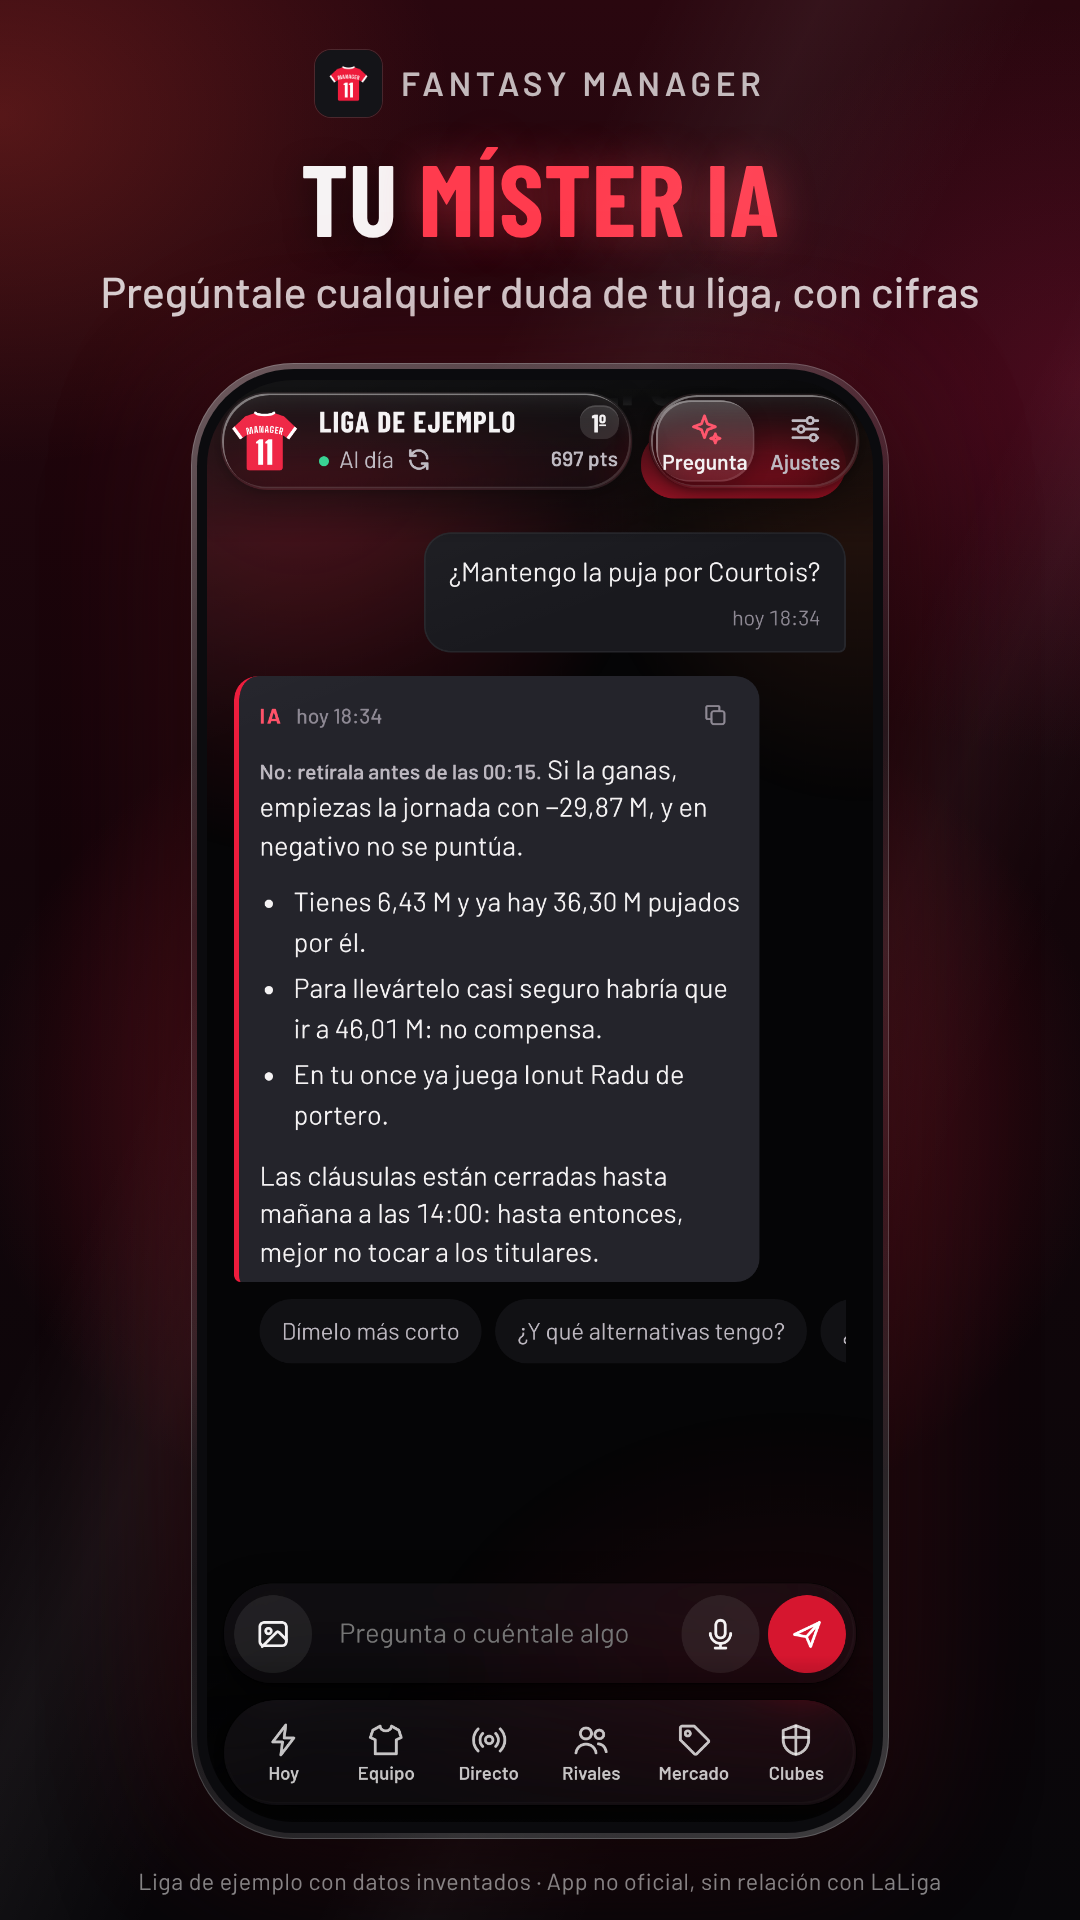 MANAGER
11
FANTASY MANAGER
TU MÍSTER IA
Pregúntale cualquier duda de tu liga, con cifras
MANAGER
11
LIGA DE EJEMPLO
1º
Al día
697 pts
Pregunta
Ajustes
¿Mantengo la puja por Courtois?
hoy 18:34
IA hoy 18:34
No: retírala antes de las 00:15. Si la ganas,
empiezas la jornada con −29,87 M, y en
negativo no se puntúa.
• Tienes 6,43 M y ya hay 36,30 M pujados
por él.
• Para llevártelo casi seguro habría que
ir a 46,01 M: no compensa.
• En tu once ya juega Ionut Radu de
portero.
Las cláusulas están cerradas hasta
mañana a las 14:00: hasta entonces,
mejor no tocar a los titulares.
Dímelo más corto
¿Y qué alternativas tengo?
Pregunta o cuéntale algo
Hoy
Equipo
Directo
Rivales
Mercado
Clubes
Liga de ejemplo con datos inventados · App no oficial, sin relación con LaLiga